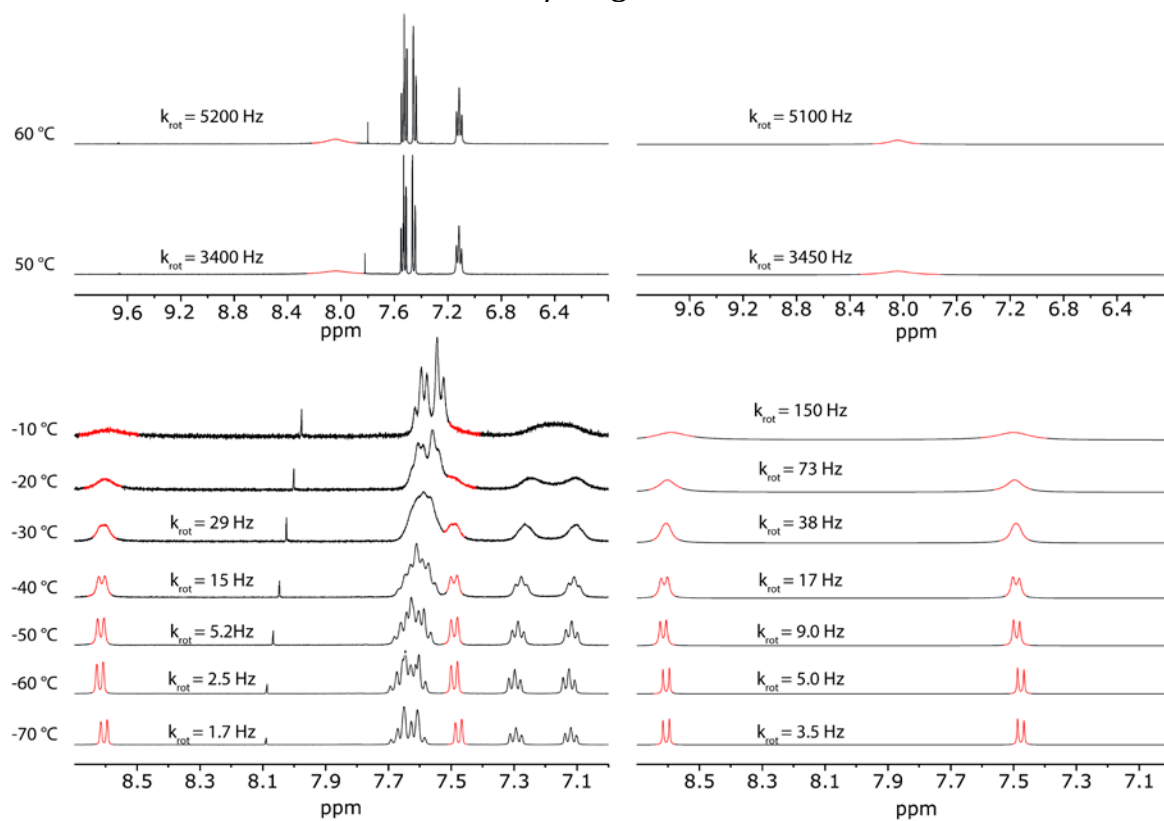 60 °C
k_rot = 5200 Hz
k_rot = 5100 Hz
50 °C
k_rot = 3400 Hz
k_rot = 3450 Hz
9.6 9.2 8.8 8.4 8.0 7.6 7.2 6.8 6.4
ppm
9.6 9.2 8.8 8.4 8.0 7.6 7.2 6.8 6.4
ppm
-10 °C
k_rot = 150 Hz
-20 °C
k_rot = 73 Hz
-30 °C
k_rot = 29 Hz
k_rot = 38 Hz
-40 °C
k_rot = 15 Hz
k_rot = 17 Hz
-50 °C
k_rot = 5.2Hz
k_rot = 9.0 Hz
-60 °C
k_rot = 2.5 Hz
k_rot = 5.0 Hz
-70 °C
k_rot = 1.7 Hz
k_rot = 3.5 Hz
8.5 8.3 8.1 7.9 7.7 7.5 7.3 7.1
ppm
8.5 8.3 8.1 7.9 7.7 7.5 7.3 7.1
ppm